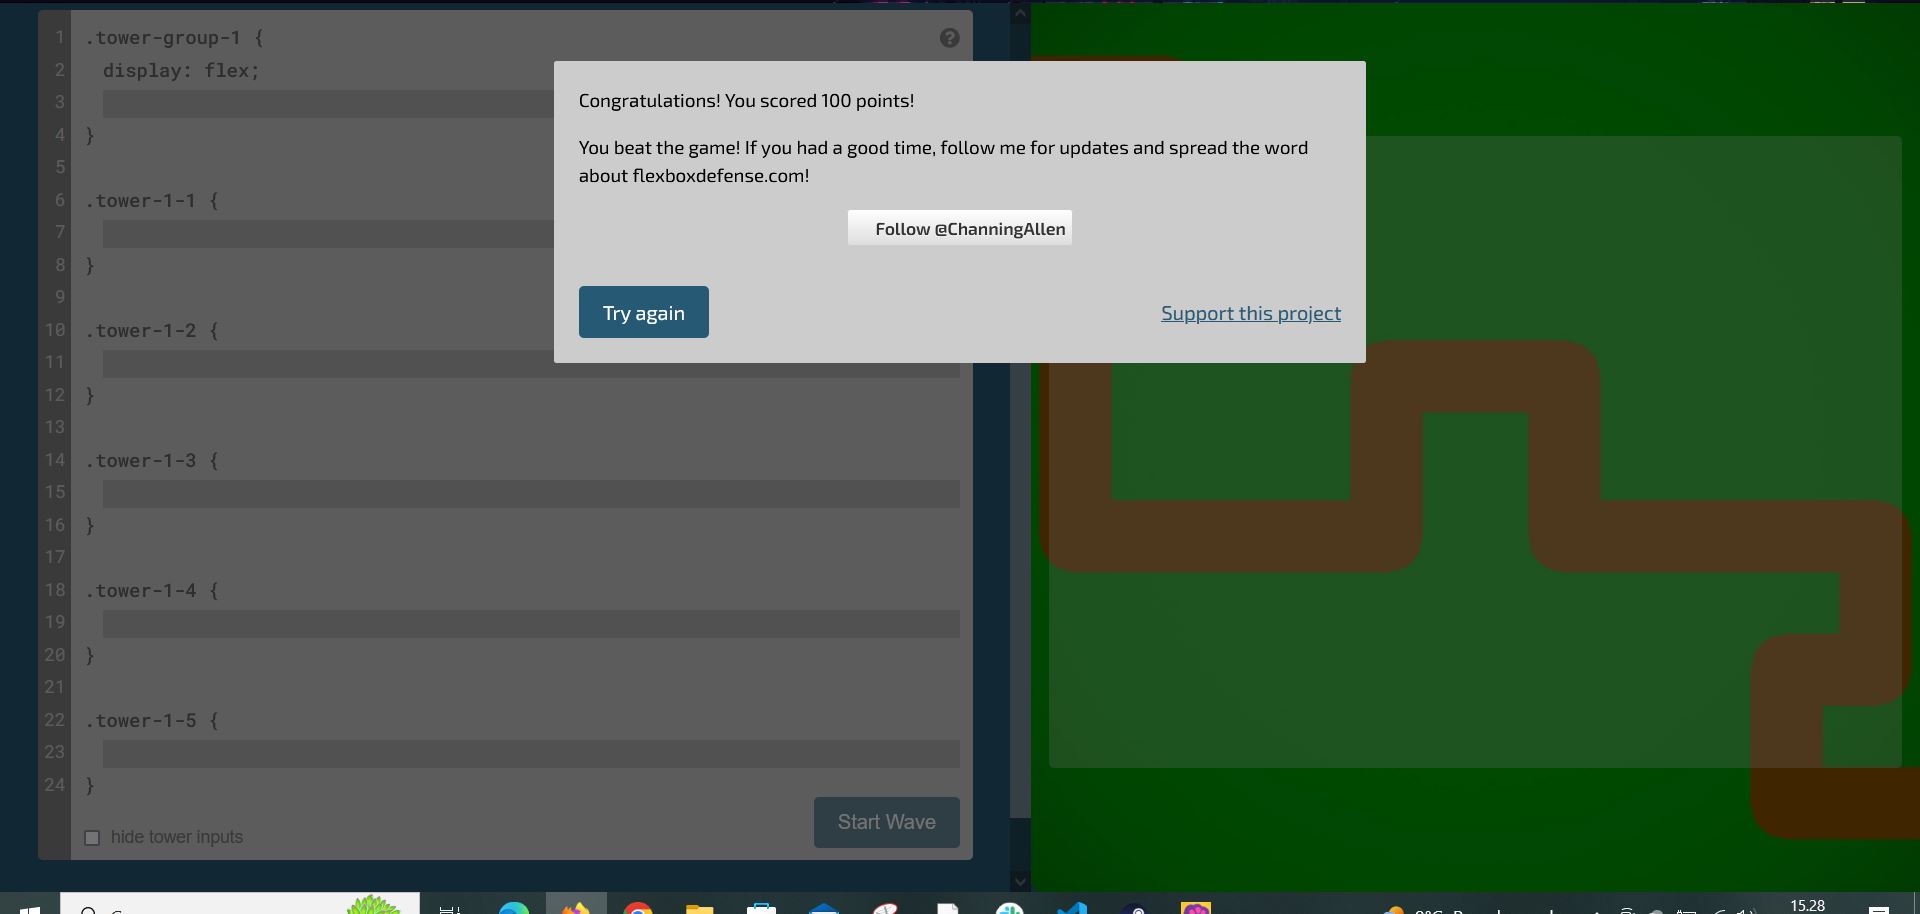 1 .tower-group-1 {
2 display: flex;
3
4 }
5
6 .tower-1-1 {
7
8 }
9
10 .tower-1-2 {
11
12 }
13
14 .tower-1-3 {
15
16 }
17
18 .tower-1-4 {
19
20 }
21
22 .tower-1-5 {
23
24 }
hide tower inputs
Start Wave
Congratulations! You scored 100 points!
You beat the game! If you had a good time, follow me for updates and spread the word
about flexboxdefense.com!
Follow @ChanningAllen
Try again
Support this project
15.28